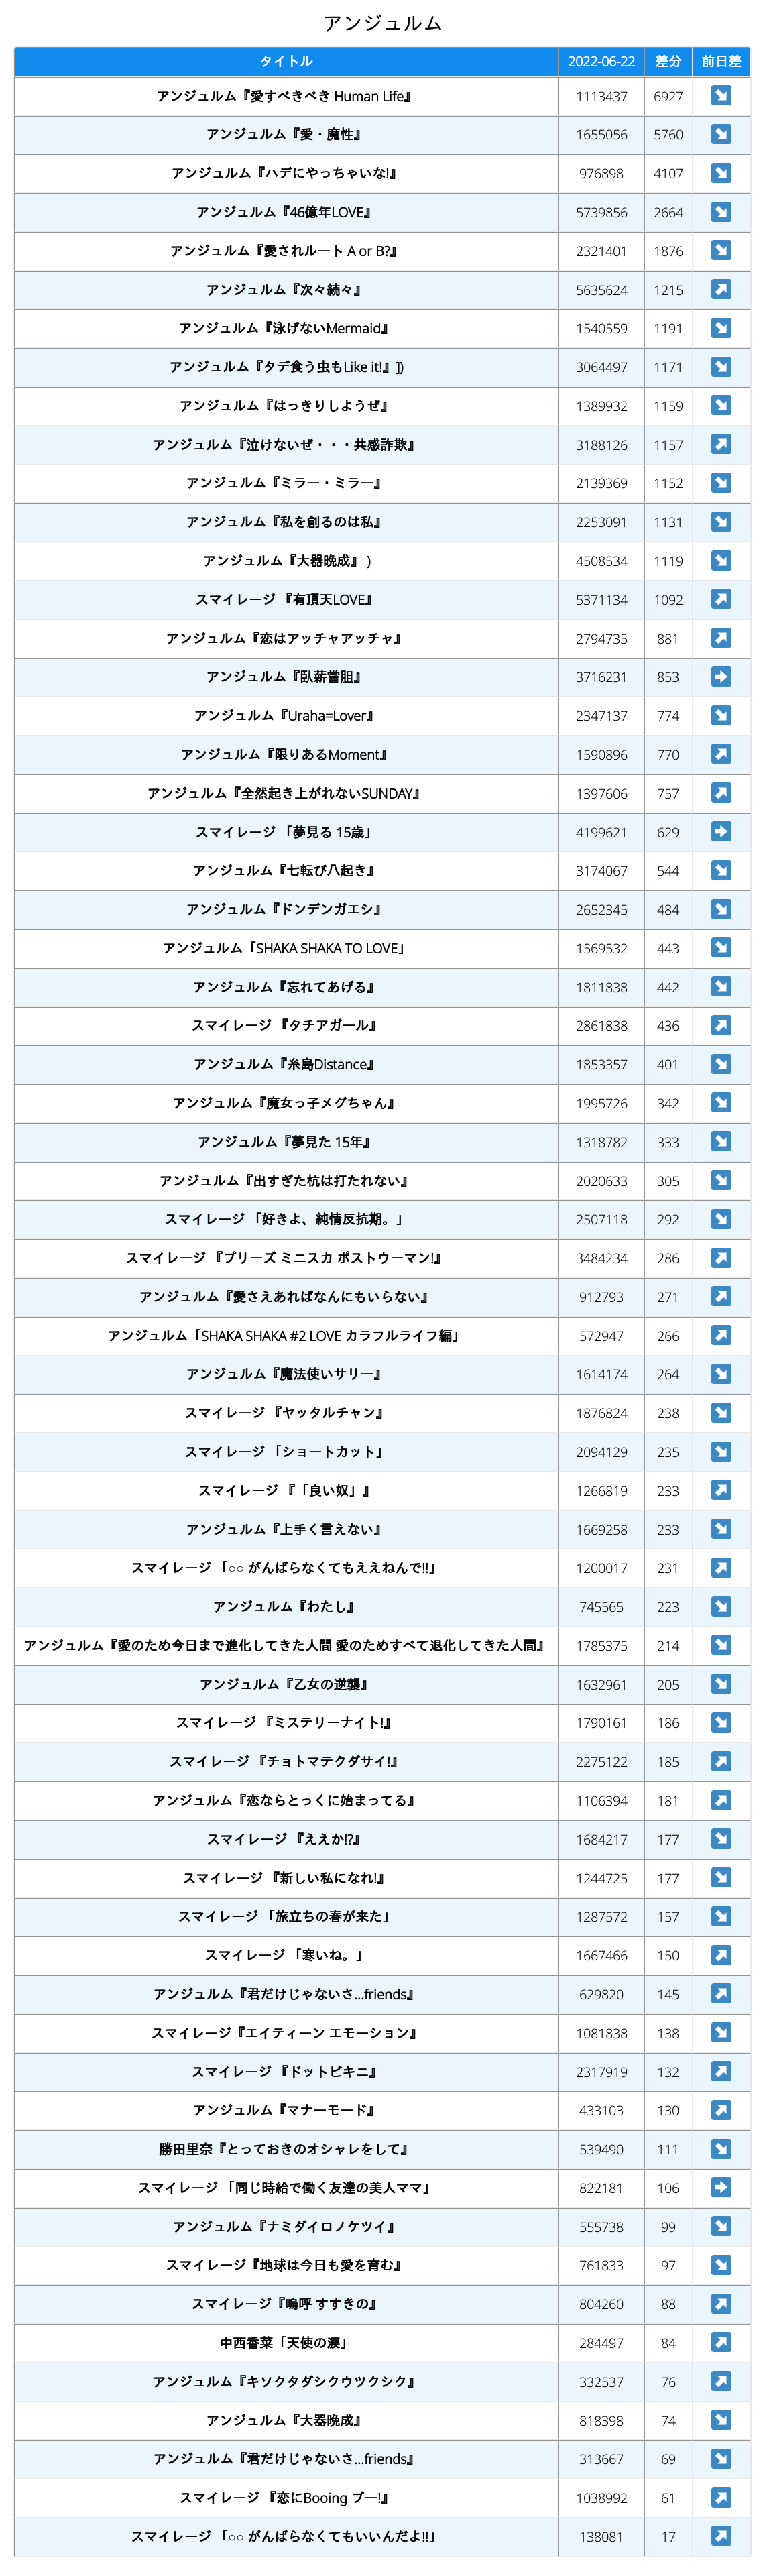 アンジュルム
タイトル 2022-06-22 差分 前日差
アンジュルム『愛すべきべき Human Life』 1113437 6927 ↘
アンジュルム『愛・魔性』 1655056 5760 ↘
アンジュルム『ハデにやっちゃいな!』 976898 4107 ↘
アンジュルム『46億年LOVE』 5739856 2664 ↘
アンジュルム『愛されルート A or B?』 2321401 1876 ↘
アンジュルム『次々続々』 5635624 1215 ↗
アンジュルム『泳げないMermaid』 1540559 1191 ↘
アンジュルム『タデ食う虫もLike it!』]) 3064497 1171 ↘
アンジュルム『はっきりしようぜ』 1389932 1159 ↘
アンジュルム『泣けないぜ・・・共感詐欺』 3188126 1157 ↗
アンジュルム『ミラー・ミラー』 2139369 1152 ↘
アンジュルム『私を創るのは私』 2253091 1131 ↘
アンジュルム『大器晩成』 ) 4508534 1119 ↘
スマイレージ 『有頂天LOVE』 5371134 1092 ↗
アンジュルム『恋はアッチャアッチャ』 2794735 881 ↗
アンジュルム『臥薪嘗胆』 3716231 853 ➡
アンジュルム『Uraha=Lover』 2347137 774 ↘
アンジュルム『限りあるMoment』 1590896 770 ↗
アンジュルム『全然起き上がれないSUNDAY』 1397606 757 ↗
スマイレージ 「夢見る 15歳」 4199621 629 ➡
アンジュルム『七転び八起き』 3174067 544 ↘
アンジュルム『ドンデンガエシ』 2652345 484 ↘
アンジュルム「SHAKA SHAKA TO LOVE」 1569532 443 ↘
アンジュルム『忘れてあげる』 1811838 442 ↘
スマイレージ 『タチアガール』 2861838 436 ↗
アンジュルム『糸島Distance』 1853357 401 ↘
アンジュルム『魔女っ子メグちゃん』 1995726 342 ↘
アンジュルム『夢見た 15年』 1318782 333 ↘
アンジュルム『出すぎた杭は打たれない』 2020633 305 ↘
スマイレージ 「好きよ、純情反抗期。」 2507118 292 ↘
スマイレージ 『プリーズ ミニスカ ポストウーマン!』 3484234 286 ↗
アンジュルム『愛さえあればなんにもいらない』 912793 271 ↗
アンジュルム「SHAKA SHAKA #2 LOVE カラフルライフ編」 572947 266 ↗
アンジュルム『魔法使いサリー』 1614174 264 ↘
スマイレージ 『ヤッタルチャン』 1876824 238 ↘
スマイレージ 「ショートカット」 2094129 235 ↘
スマイレージ 『「良い奴」』 1266819 233 ↗
アンジュルム『上手く言えない』 1669258 233 ↘
スマイレージ 「○○ がんばらなくてもええねんで!!」 1200017 231 ↗
アンジュルム『わたし』 745565 223 ↘
アンジュルム『愛のため今日まで進化してきた人間 愛のためすべて退化してきた人間』 1785375 214 ↘
アンジュルム『乙女の逆襲』 1632961 205 ↘
スマイレージ 『ミステリーナイト!』 1790161 186 ↘
スマイレージ 『チョトマテクダサイ!』 2275122 185 ↗
アンジュルム『恋ならとっくに始まってる』 1106394 181 ↗
スマイレージ 『ええか!?』 1684217 177 ↘
スマイレージ 『新しい私になれ!』 1244725 177 ↘
スマイレージ 「旅立ちの春が来た」 1287572 157 ↘
スマイレージ 「寒いね。」 1667466 150 ↗
アンジュルム『君だけじゃないさ...friends』 629820 145 ↗
スマイレージ『エイティーン エモーション』 1081838 138 ↘
スマイレージ 『ドットビキニ』 2317919 132 ↗
アンジュルム『マナーモード』 433103 130 ↗
勝田里奈『とっておきのオシャレをして』 539490 111 ↘
スマイレージ 「同じ時給で働く友達の美人ママ」 822181 106 ➡
アンジュルム『ナミダイロノケツイ』 555738 99 ↘
スマイレージ『地球は今日も愛を育む』 761833 97 ↘
スマイレージ『嗚呼 すすきの』 804260 88 ↗
中西香菜「天使の涙」 284497 84 ↗
アンジュルム『キソクタダシクウツクシク』 332537 76 ↗
アンジュルム『大器晩成』 818398 74 ↘
アンジュルム『君だけじゃないさ...friends』 313667 69 ↘
スマイレージ 『恋にBooing ブー!』 1038992 61 ↗
スマイレージ 「○○ がんばらなくてもいいんだよ!!」 138081 17 ↗